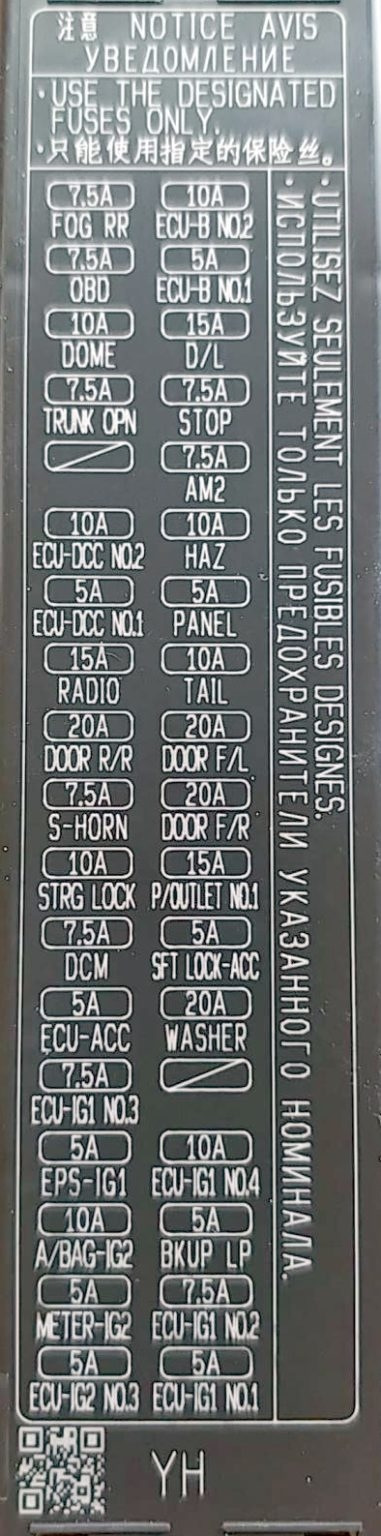 注意 NOTICE AVIS
УВЕДОМЛЕНИЕ
·USE THE DESIGNATED
FUSES ONLY.
·只能使用指定的保险丝。
7.5A 10A
FOG RR ECU-B NO.2
7.5A 5A
OBD ECU-B NO.1
10A 15A
DOME D/L
7.5A 7.5A
TRUNK OPN STOP
7.5A
AM2
10A 10A
ECU-DCC NO.2 HAZ
5A 5A
ECU-DCC NO.1 PANEL
15A 10A
RADIO TAIL
20A 20A
DOOR R/R DOOR F/L
7.5A 20A
S-HORN DOOR F/R
10A 15A
STRG LOCK P/OUTLET NO.1
7.5A 5A
DCM SFT LOCK-ACC
5A 20A
ECU-ACC WASHER
7.5A
ECU-IG1 NO.3
5A 10A
EPS-IG1 ECU-IG1 NO.4
10A 5A
A/BAG-IG2 BKUP LP
5A 7.5A
METER-IG2 ECU-IG1 NO.2
5A 5A
ECU-IG2 NO.3 ECU-IG1 NO.1
·UTILISEZ SEULEMENT LES FUSIBLES DESIGNES.
·ИСПОЛЬЗУЙТЕ ТОЛЬКО ПРЕДОХРАНИТЕЛИ УКАЗАННОГО НОМИНАЛА.
YH